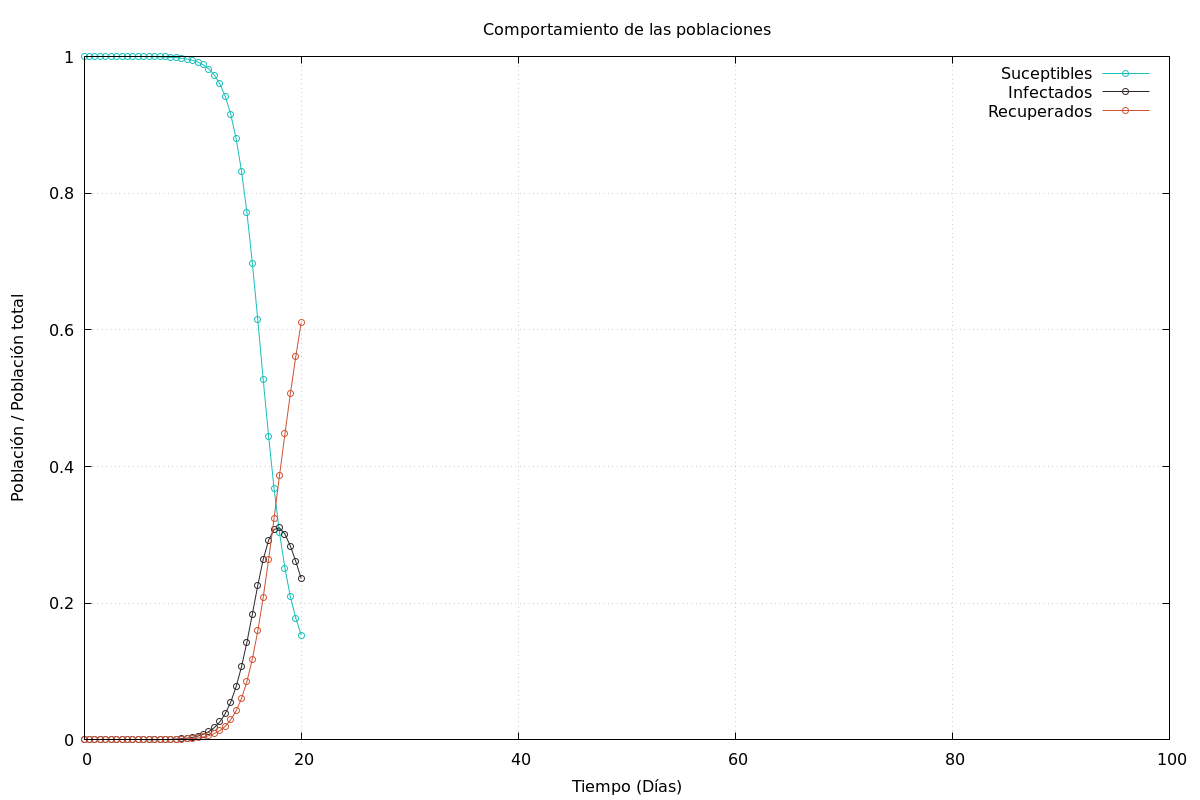 Comportamiento de las poblaciones
Suceptibles
Infectados
Recuperados
1
0.8
0.6
0.4
0.2
0
Población / Población total
0 20 40 60 80 100
Tiempo (Días)